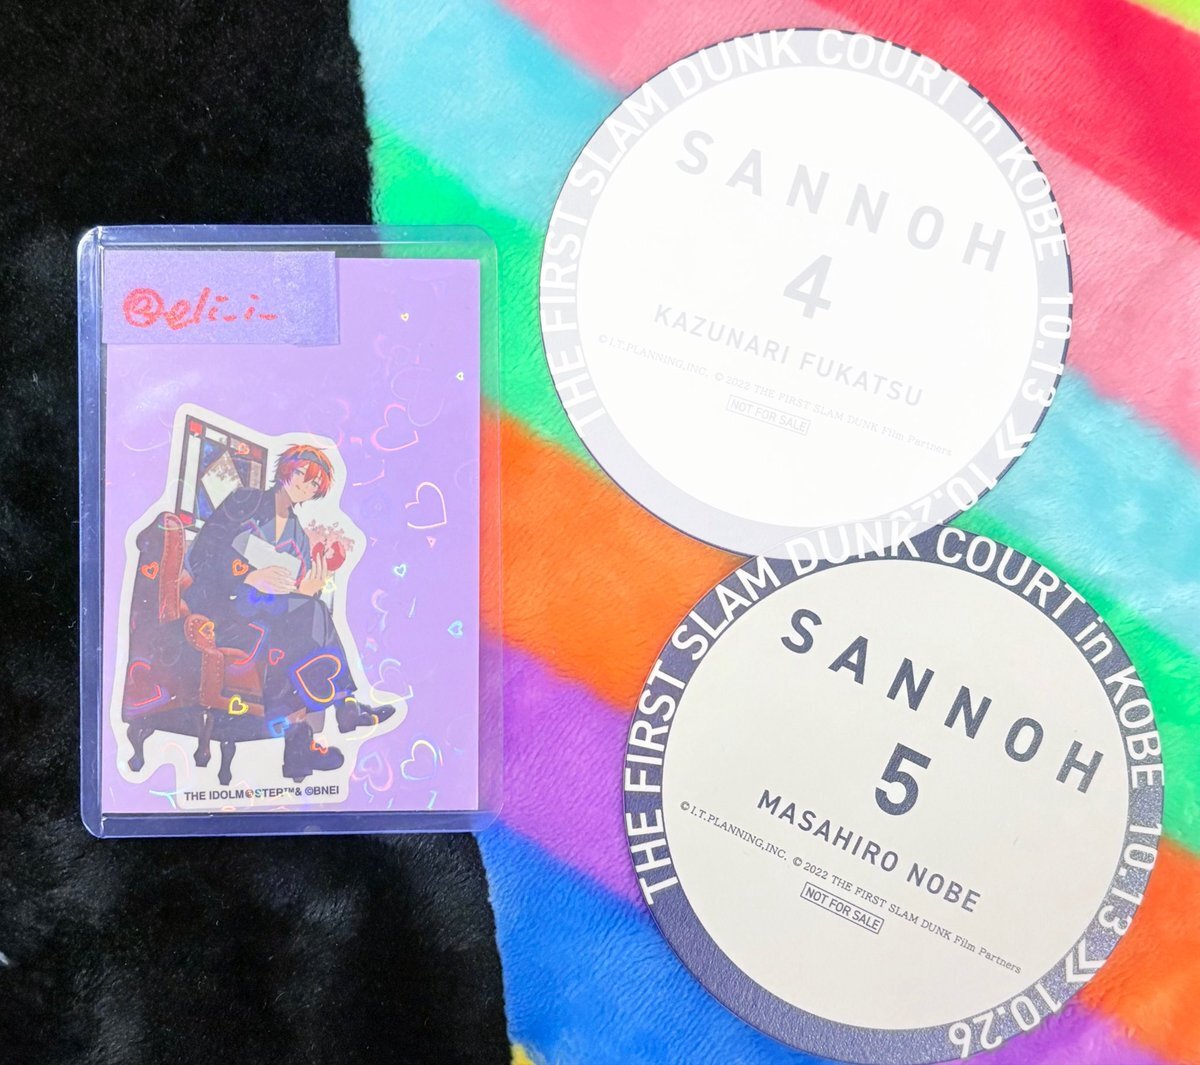 @eli_i_
THE IDOLM@STER™& ©BNEI
THE FIRST SLAM DUNK COURT in KOBE 10.13 >> 10.2
SANNOH
4
KAZUNARI FUKATSU
©I.T.PLANNING,INC. © 2022 THE FIRST SLAM DUNK Film Partners
NOT FOR SALE
THE FIRST SLAM DUNK COURT in KOBE 10.13 >> 10.26
SANNOH
5
MASAHIRO NOBE
©I.T.PLANNING,INC. © 2022 THE FIRST SLAM DUNK Film Partners
NOT FOR SALE